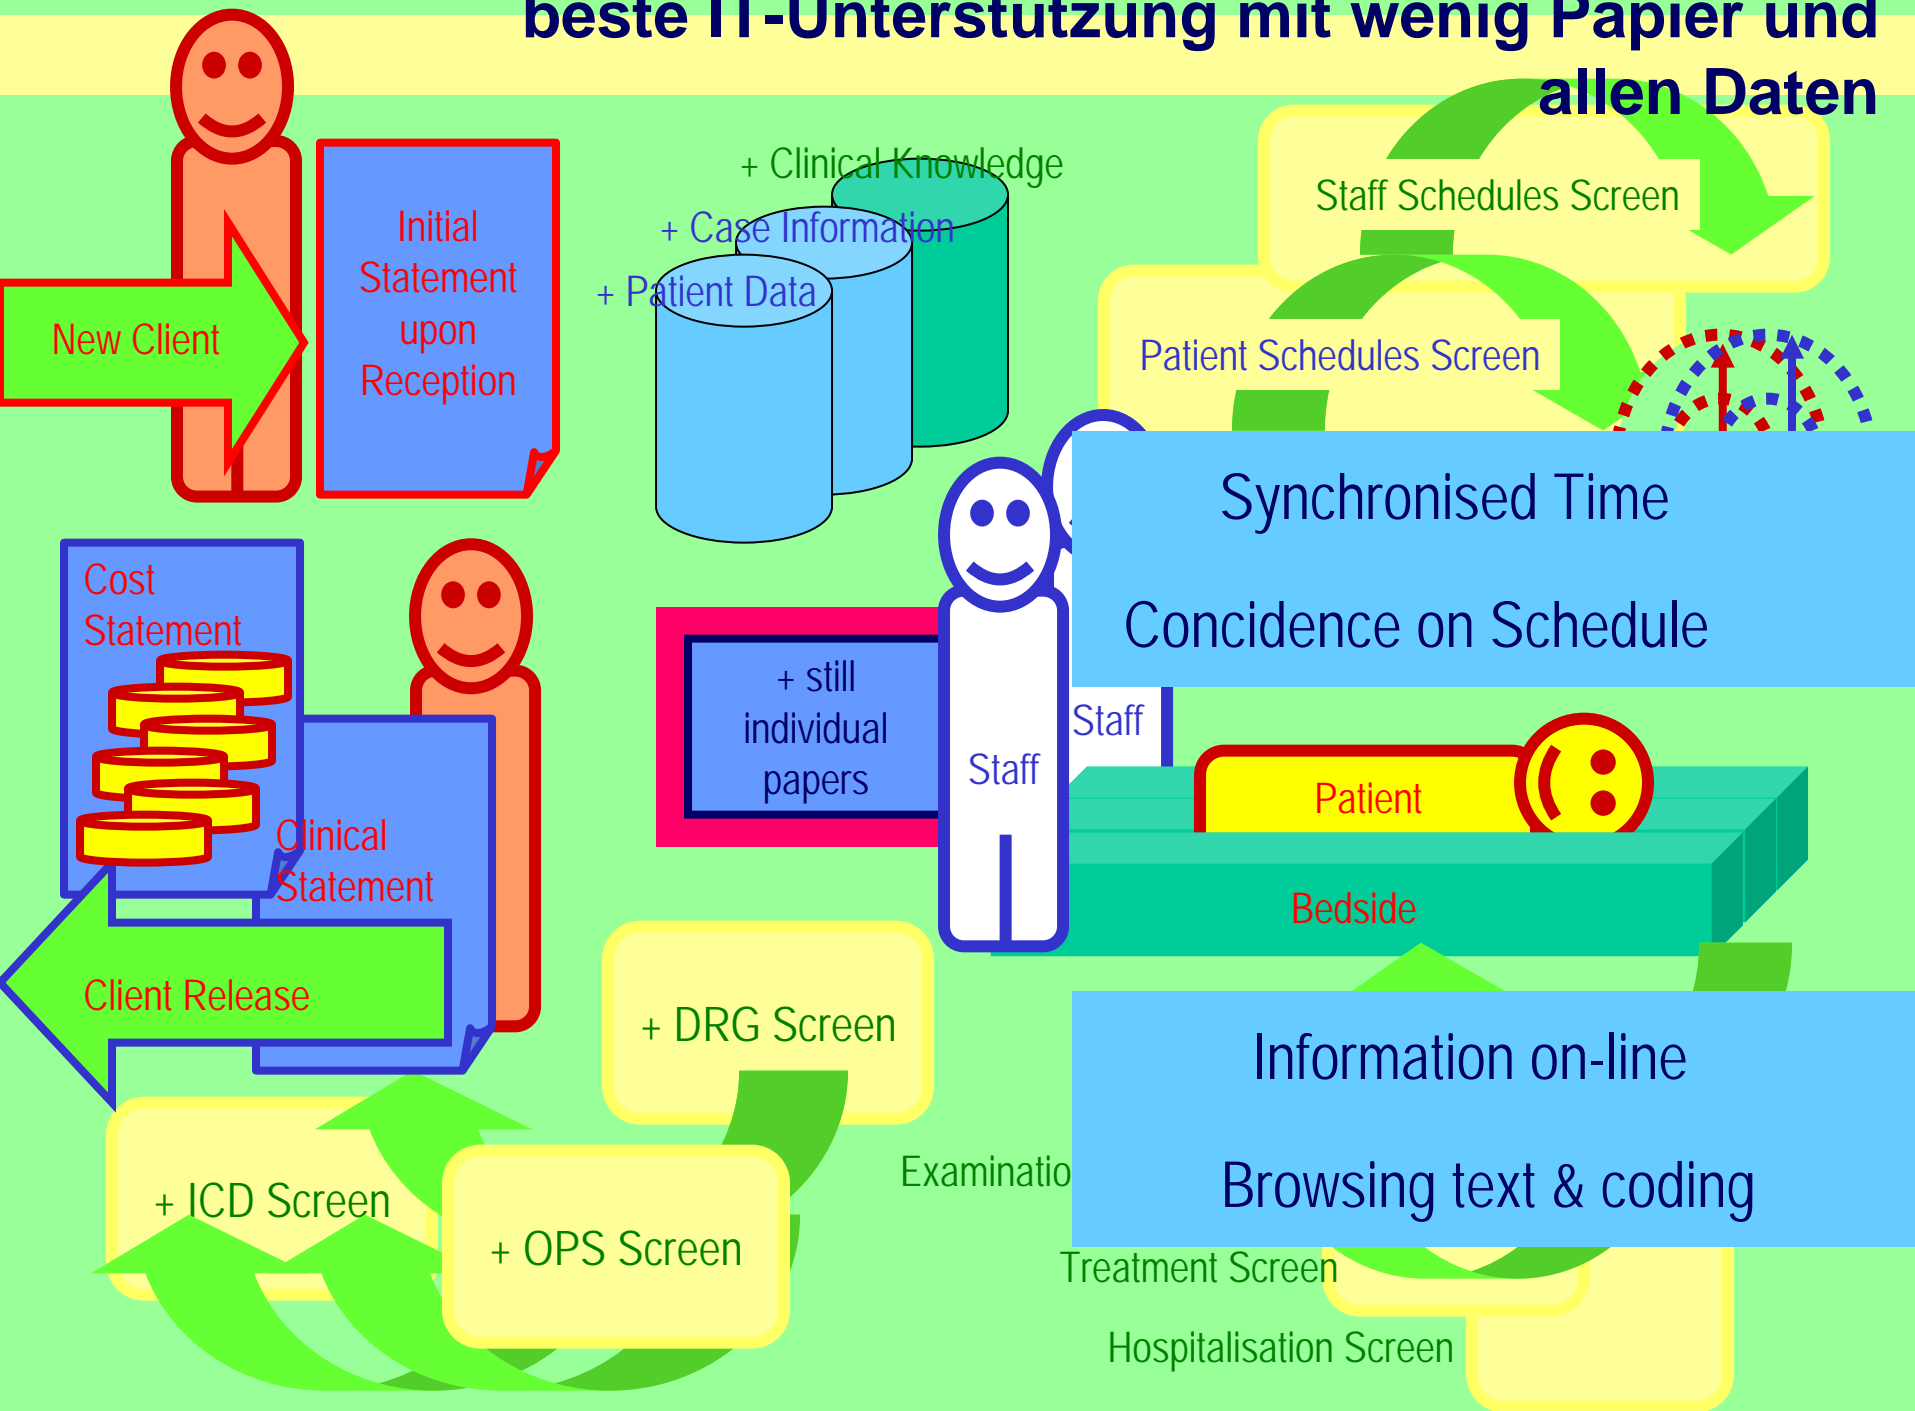 beste IT-Unterstützung mit wenig Papier und
allen Daten
+ Clinical Knowledge
+ Case Information
+ Patient Data
Staff Schedules Screen
Patient Schedules Screen
New Client
Initial
Statement
upon
Reception
Synchronised Time
Concidence on Schedule
Cost
Statement
+ still
individual
papers
Staff
Staff
Patient
Bedside
Clinical
Statement
Client Release
+ DRG Screen
Information on-line
Browsing text & coding
+ ICD Screen
+ OPS Screen
Examinatio
Treatment Screen
Hospitalisation Screen